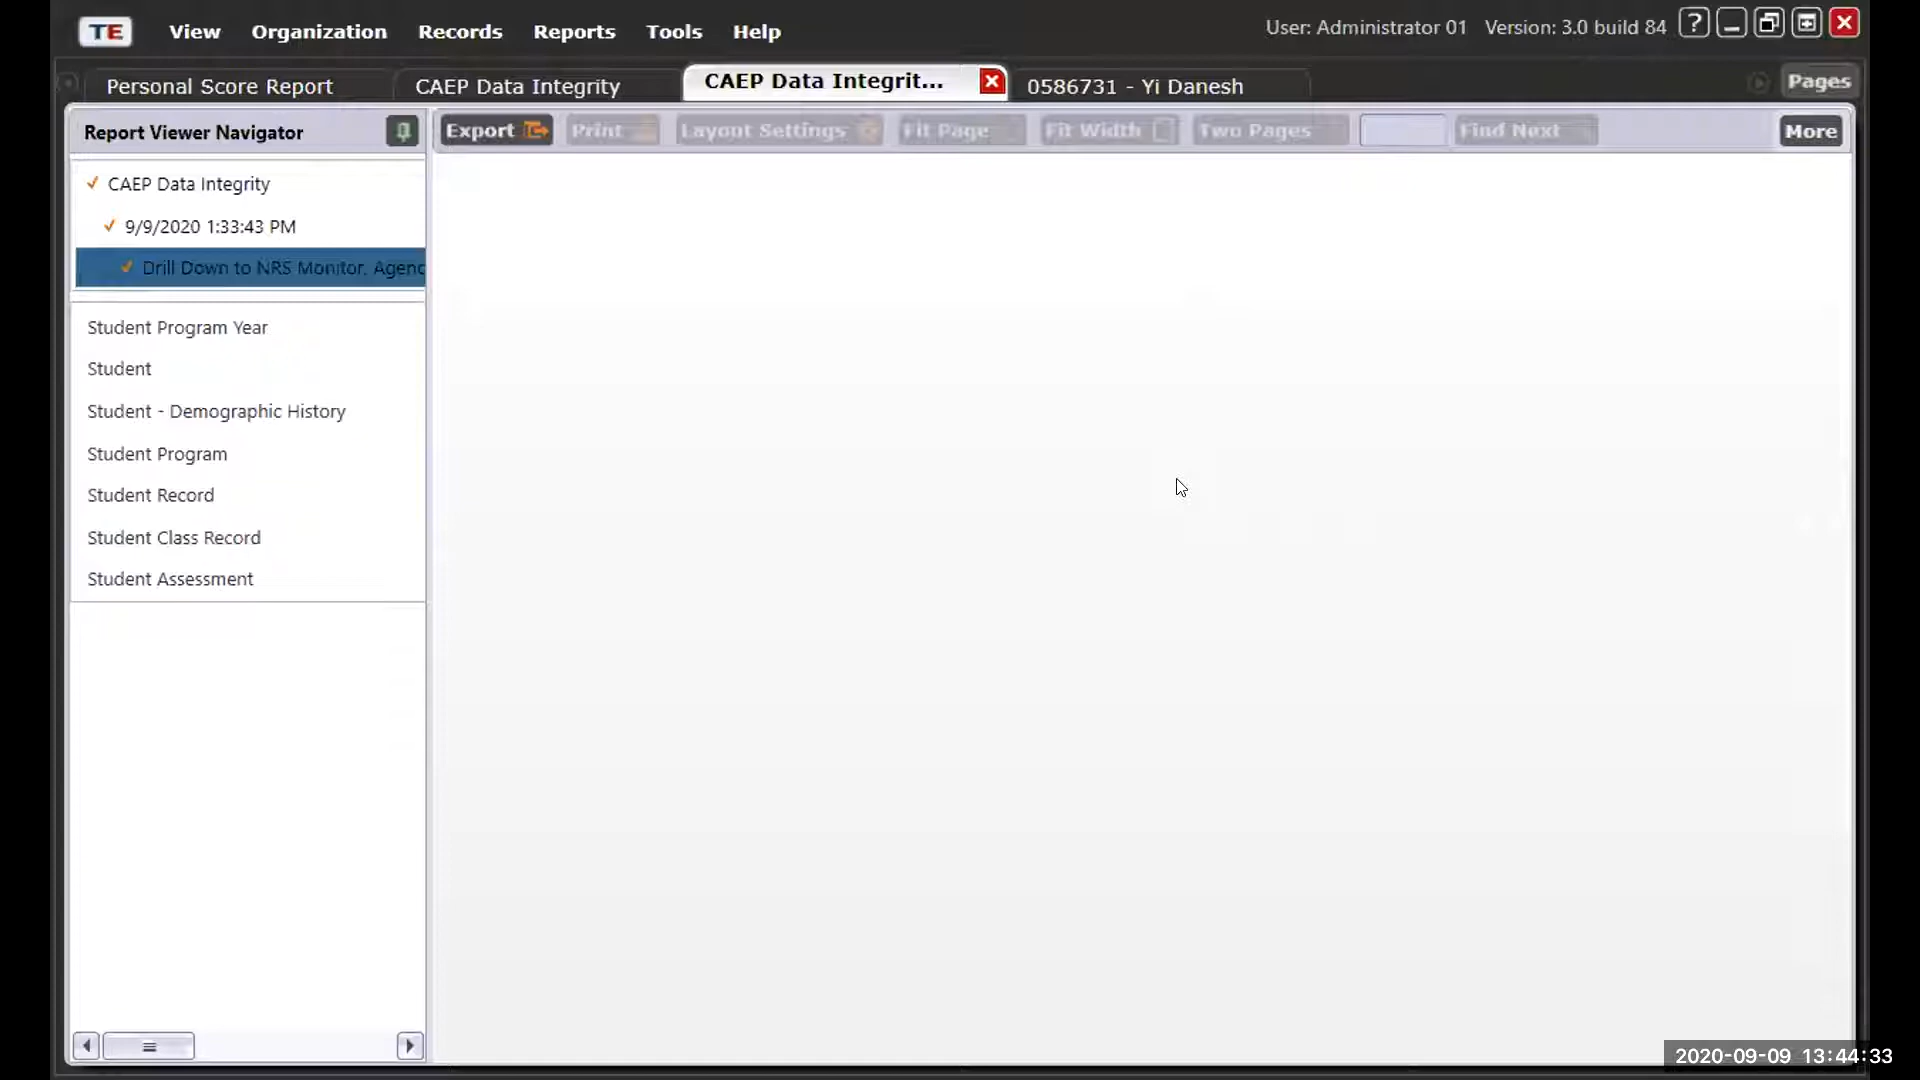 TE View Organization Records Reports Tools Help User: Administrator 01 Version: 3.0 build 84 ?
Personal Score Report CAEP Data Integrity CAEP Data Integrit... 0586731 - Yi Danesh Pages
Report Viewer Navigator Export Print Layout Settings Fit Page Fit Width Two Pages Find Next More
CAEP Data Integrity
9/9/2020 1:33:43 PM
Drill Down to NRS Monitor, Agenc
Student Program Year
Student
Student - Demographic History
Student Program
Student Record
Student Class Record
Student Assessment
2020-09-09 13:44:33